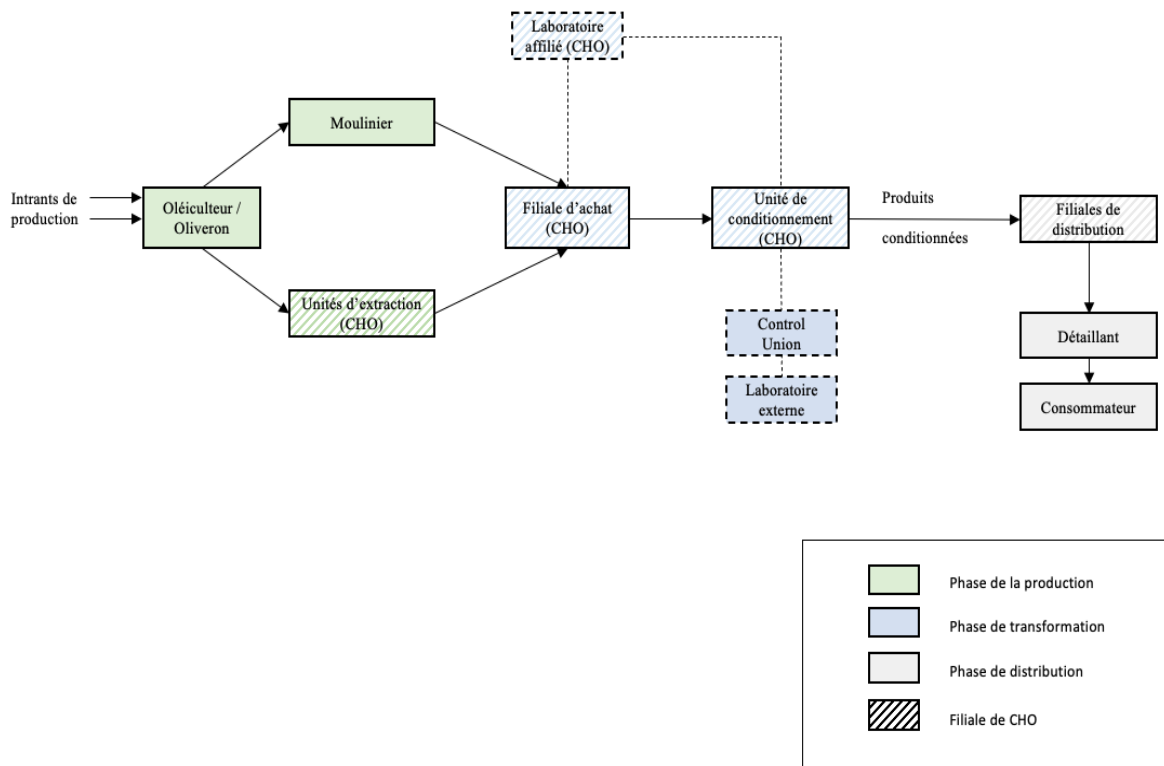 Laboratoire
affilié (CHO)
Moulinier
Intrants de
production
Oléiculteur /
Oliveron
Filiale d’achat
(CHO)
Unité de
conditionnement
(CHO)
Produits
conditionnées
Filiales de
distribution
Unités d’extraction
(CHO)
Control
Union
Détaillant
Laboratoire
externe
Consommateur
Phase de la production
Phase de transformation
Phase de distribution
Filiale de CHO